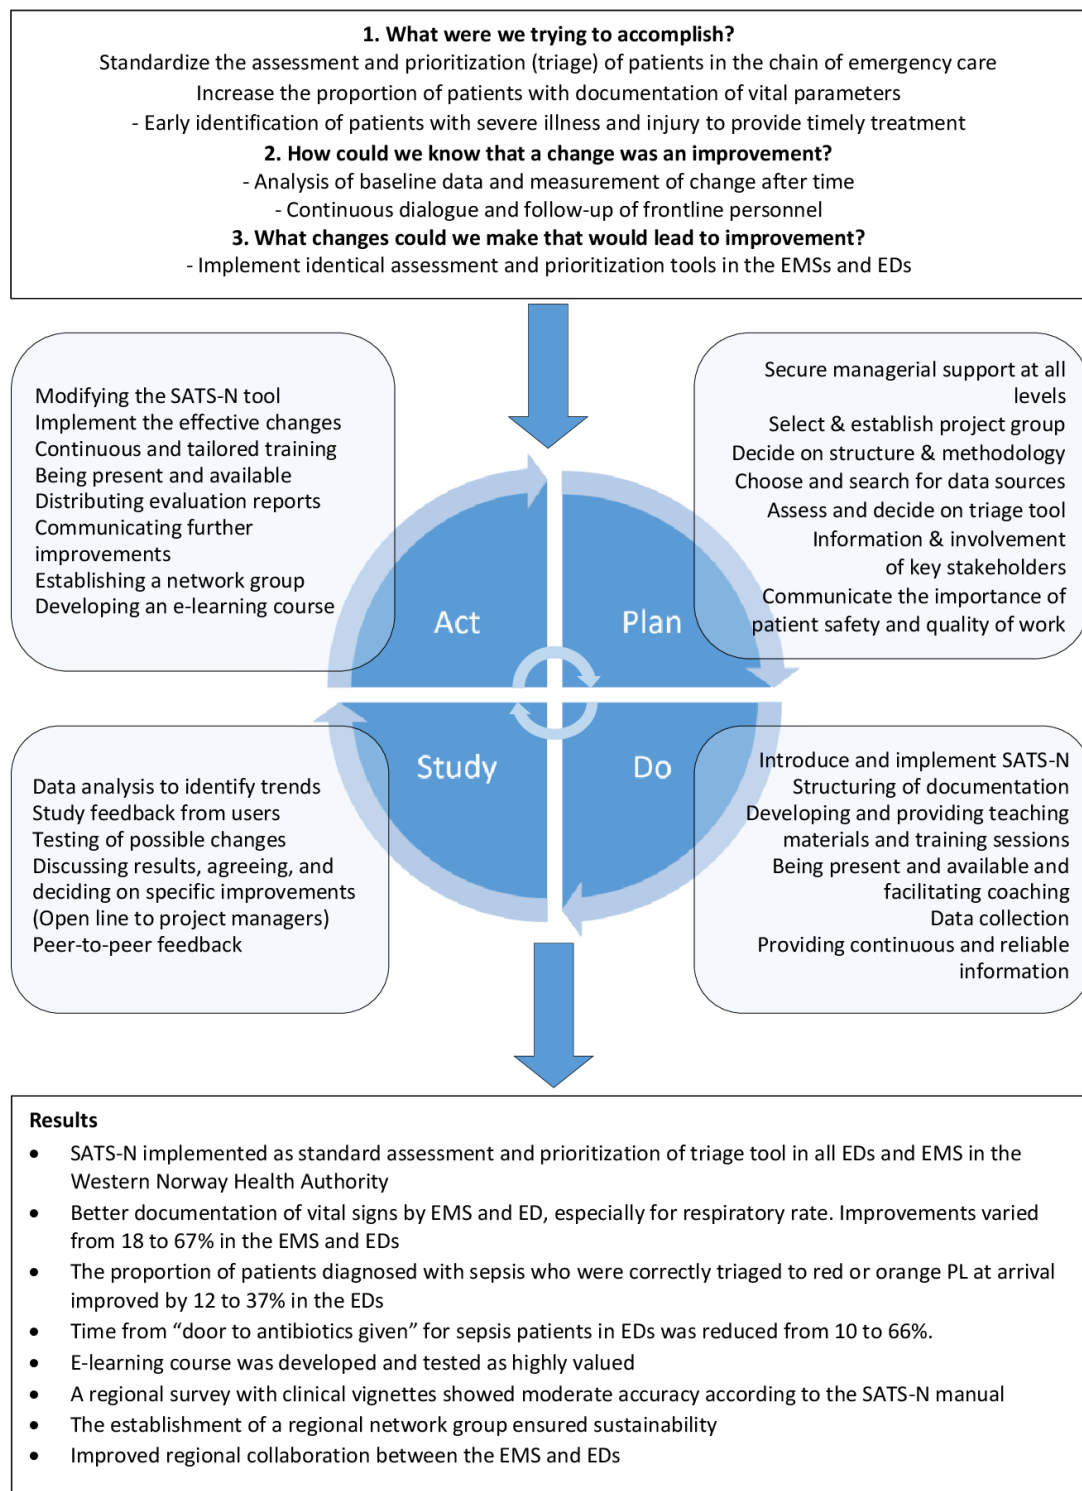 1. What were we trying to accomplish?
Standardize the assessment and prioritization (triage) of patients in the chain of emergency care
Increase the proportion of patients with documentation of vital parameters
- Early identification of patients with severe illness and injury to provide timely treatment
2. How could we know that a change was an improvement?
- Analysis of baseline data and measurement of change after time
- Continuous dialogue and follow-up of frontline personnel
3. What changes could we make that would lead to improvement?
- Implement identical assessment and prioritization tools in the EMSs and EDs
Modifying the SATS-N tool
Implement the effective changes
Continuous and tailored training
Being present and available
Distributing evaluation reports
Communicating further
improvements
Establishing a network group
Developing an e-learning course
Secure managerial support at all
levels
Select & establish project group
Decide on structure & methodology
Choose and search for data sources
Assess and decide on triage tool
Information & involvement
of key stakeholders
Communicate the importance of
patient safety and quality of work
Act
Plan
Study
Do
Data analysis to identify trends
Study feedback from users
Testing of possible changes
Discussing results, agreeing, and
deciding on specific improvements
(Open line to project managers)
Peer-to-peer feedback
Introduce and implement SATS-N
Structuring of documentation
Developing and providing teaching
materials and training sessions
Being present and available and
facilitating coaching
Data collection
Providing continuous and reliable
information
Results
• SATS-N implemented as standard assessment and prioritization of triage tool in all EDs and EMS in the
Western Norway Health Authority
• Better documentation of vital signs by EMS and ED, especially for respiratory rate. Improvements varied
from 18 to 67% in the EMS and EDs
• The proportion of patients diagnosed with sepsis who were correctly triaged to red or orange PL at arrival
improved by 12 to 37% in the EDs
• Time from “door to antibiotics given” for sepsis patients in EDs was reduced from 10 to 66%.
• E-learning course was developed and tested as highly valued
• A regional survey with clinical vignettes showed moderate accuracy according to the SATS-N manual
• The establishment of a regional network group ensured sustainability
• Improved regional collaboration between the EMS and EDs